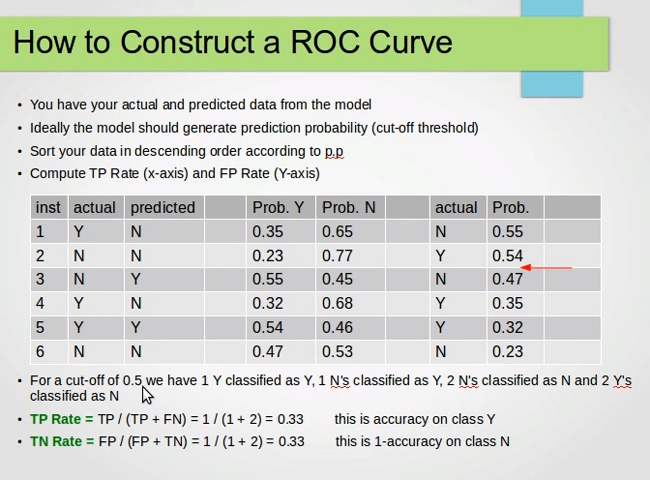 How to Construct a ROC Curve
• You have your actual and predicted data from the model
• Ideally the model should generate prediction probability (cut-off threshold)
• Sort your data in descending order according to p.p
• Compute TP Rate (x-axis) and FP Rate (Y-axis)
inst actual predicted Prob. Y Prob. N actual Prob.
1 Y N 0.35 0.65 N 0.55
2 N N 0.23 0.77 Y 0.54
3 N Y 0.55 0.45 N 0.47
4 Y N 0.32 0.68 Y 0.35
5 Y Y 0.54 0.46 Y 0.32
6 N N 0.47 0.53 N 0.23
• For a cut-off of 0.5 we have 1 Y classified as Y, 1 N's classified as Y, 2 N's classified as N and 2 Y's
classified as N
• TP Rate = TP / (TP + FN) = 1 / (1 + 2) = 0.33 this is accuracy on class Y
• TN Rate = FP / (FP + TN) = 1 / (1 + 2) = 0.33 this is 1-accuracy on class N